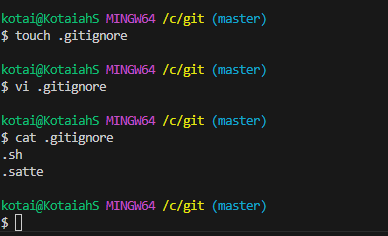 kotai@KotaiahS MINGW64 /c/git (master)
$ touch .gitignore
kotai@KotaiahS MINGW64 /c/git (master)
$ vi .gitignore
kotai@KotaiahS MINGW64 /c/git (master)
$ cat .gitignore
.sh
.satte
kotai@KotaiahS MINGW64 /c/git (master)
$